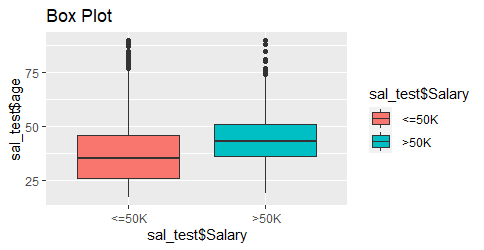 Box Plot
sal_test$age
75
50
25
<=50K
>50K
sal_test$Salary
sal_test$Salary
<=50K
>50K